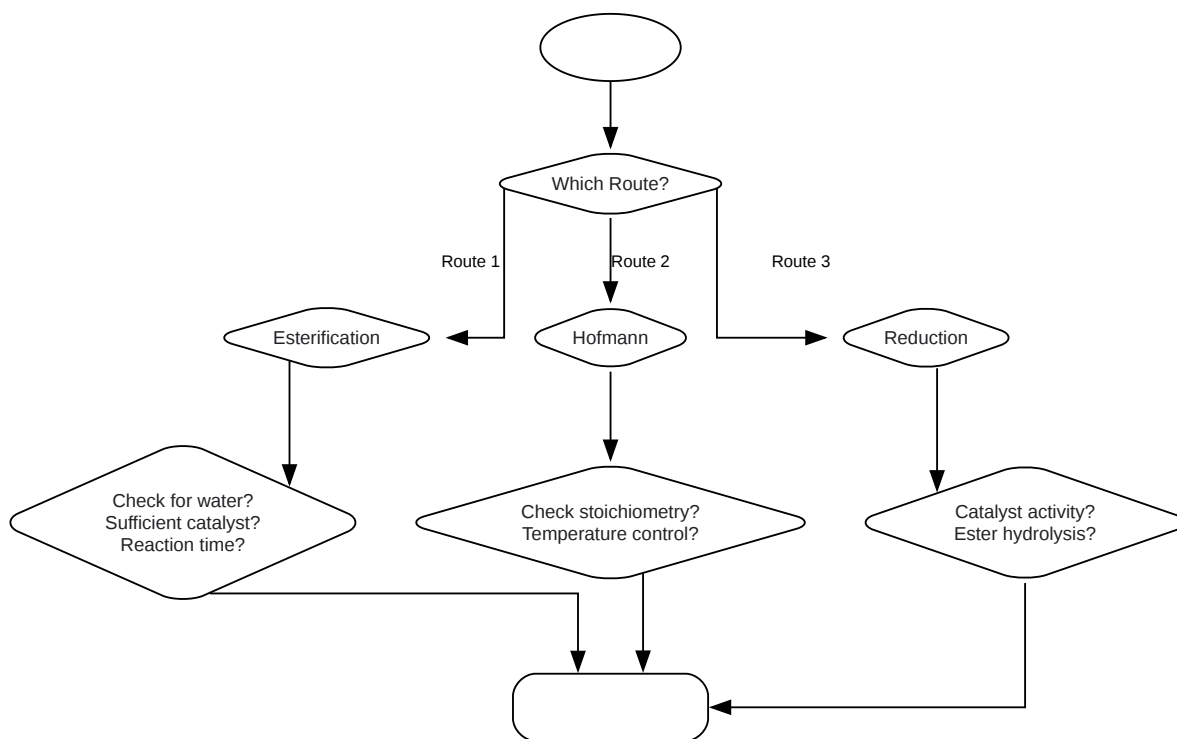 Which Route?
Route 1
Route 2
Route 3
Esterification
Hofmann
Reduction
Check for water?
Sufficient catalyst?
Reaction time?
Check stoichiometry?
Temperature control?
Catalyst activity?
Ester hydrolysis?